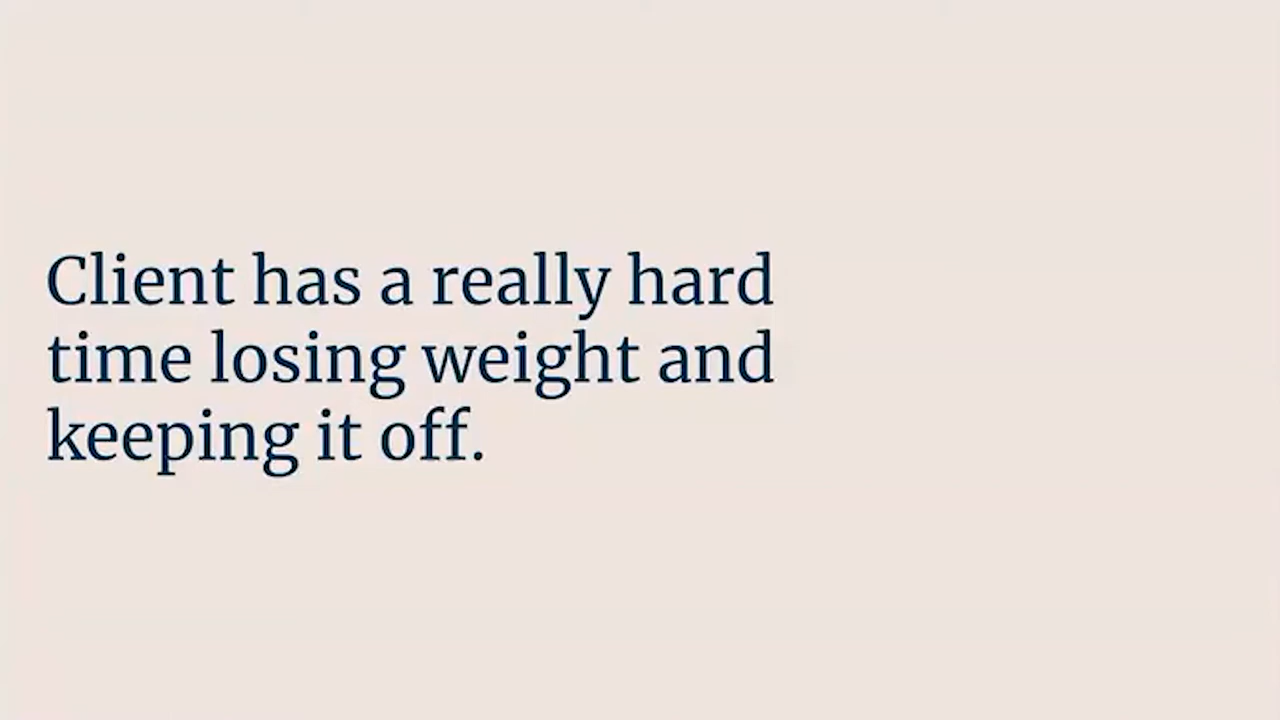 Client has a really hard
time losing weight and
keeping it off.